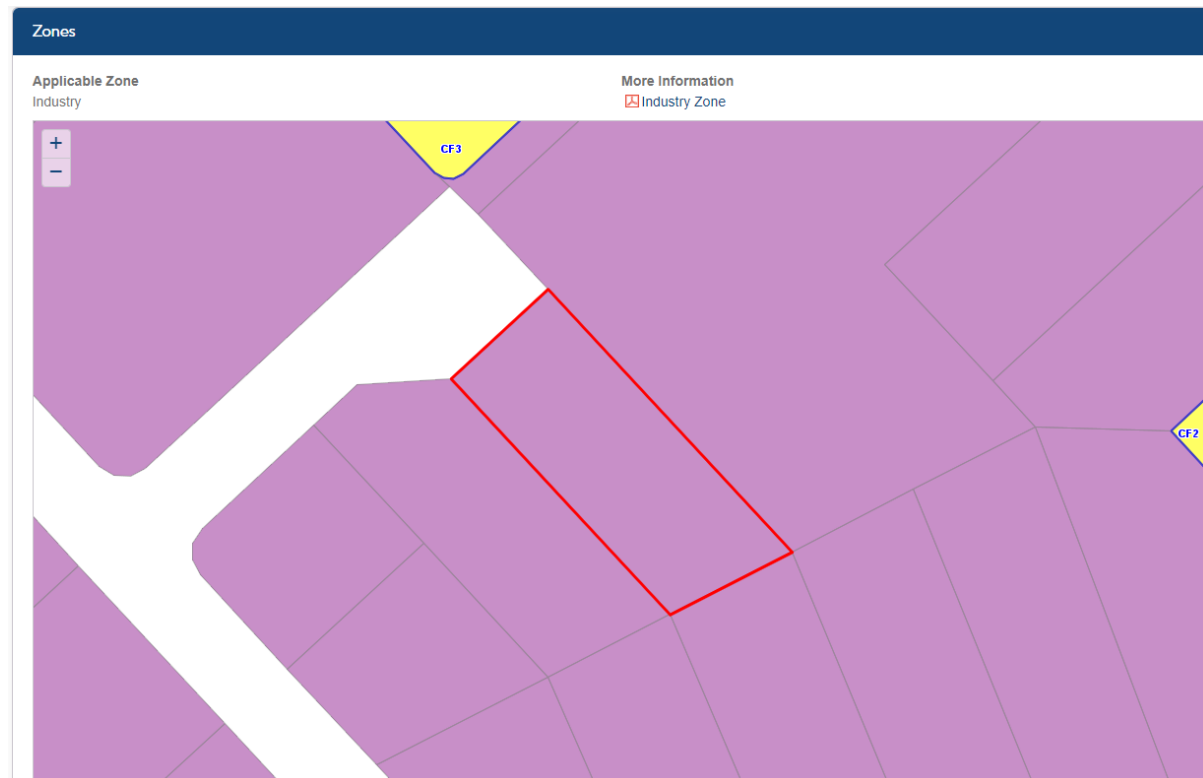 Zones
Applicable Zone
Industry
More Information
Industry Zone
+
−
CF3
CF2